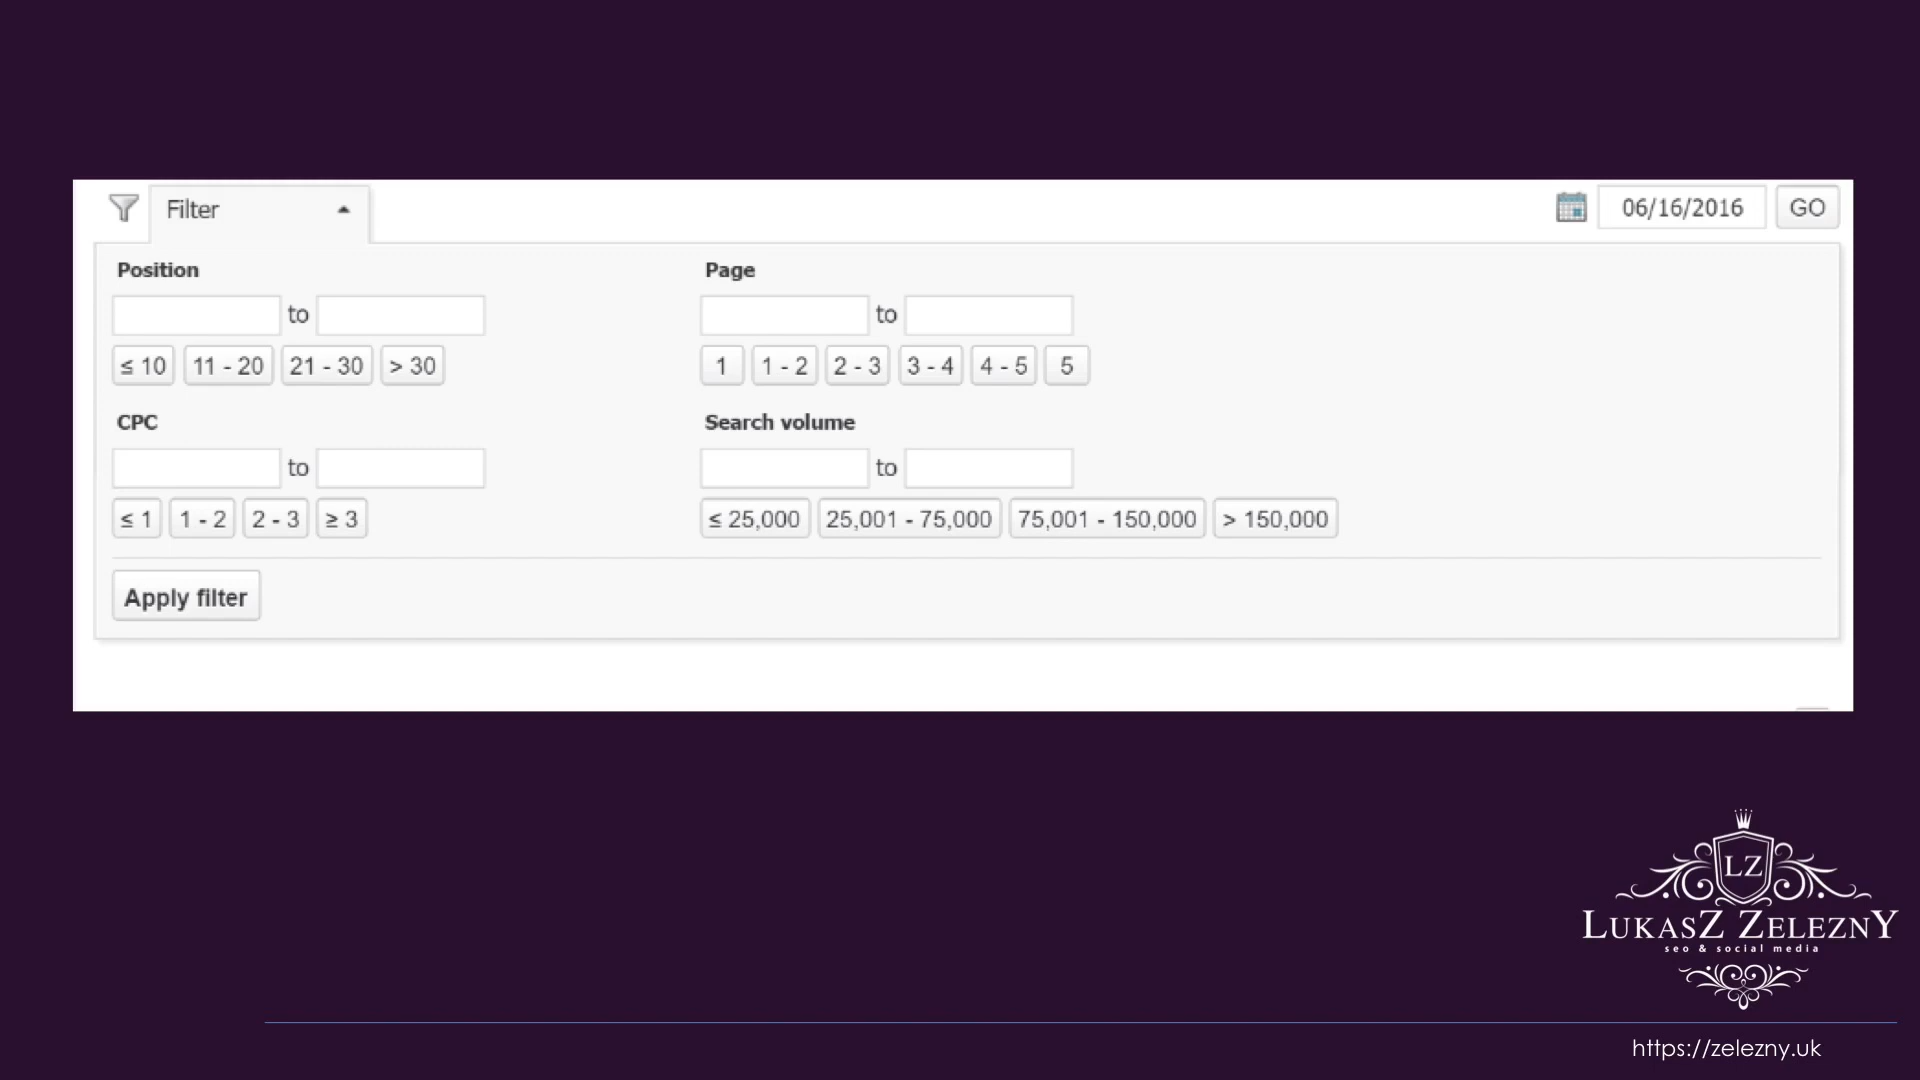 Filter 06/16/2016 GO
Position Page
to to
≤ 10 11 - 20 21 - 30 > 30 1 1 - 2 2 - 3 3 - 4 4 - 5 5
CPC Search volume
to to
≤ 1 1 - 2 2 - 3 ≥ 3 ≤ 25,000 25,001 - 75,000 75,001 - 150,000 > 150,000
Apply filter
LZ
LUKASZ ZELEZNY
seo & social media
https://zelezny.uk